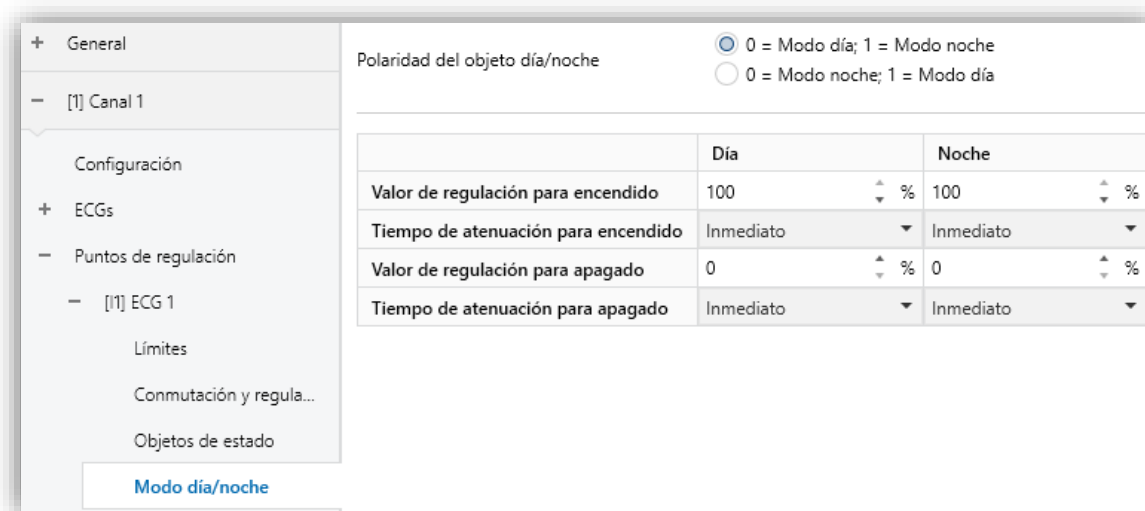 General
[1] Canal 1
Configuración
ECGs
Puntos de regulación
[I1] ECG 1
Límites
Conmutación y regula...
Objetos de estado
Modo día/noche
Polaridad del objeto día/noche
0 = Modo día; 1 = Modo noche
0 = Modo noche; 1 = Modo día
Día Noche
Valor de regulación para encendido 100 % 100 %
Tiempo de atenuación para encendido Inmediato Inmediato
Valor de regulación para apagado 0 % 0 %
Tiempo de atenuación para apagado Inmediato Inmediato